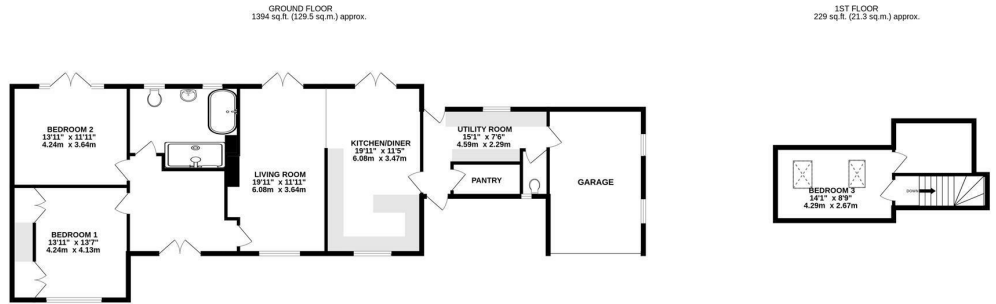 GROUND FLOOR
1394 sq.ft. (129.5 sq.m.) approx.
1ST FLOOR
229 sq.ft. (21.3 sq.m.) approx.
BEDROOM 2
13'11" x 11'11"
4.24m x 3.64m
BEDROOM 1
13'11" x 13'7"
4.24m x 4.13m
LIVING ROOM
19'11" x 11'11"
6.08m x 3.64m
KITCHEN/DINER
19'11" x 11'5"
6.08m x 3.47m
UTILITY ROOM
15'1" x 7'6"
4.59m x 2.29m
PANTRY
GARAGE
BEDROOM 3
14'1" x 8'9"
4.29m x 2.67m
DOWN